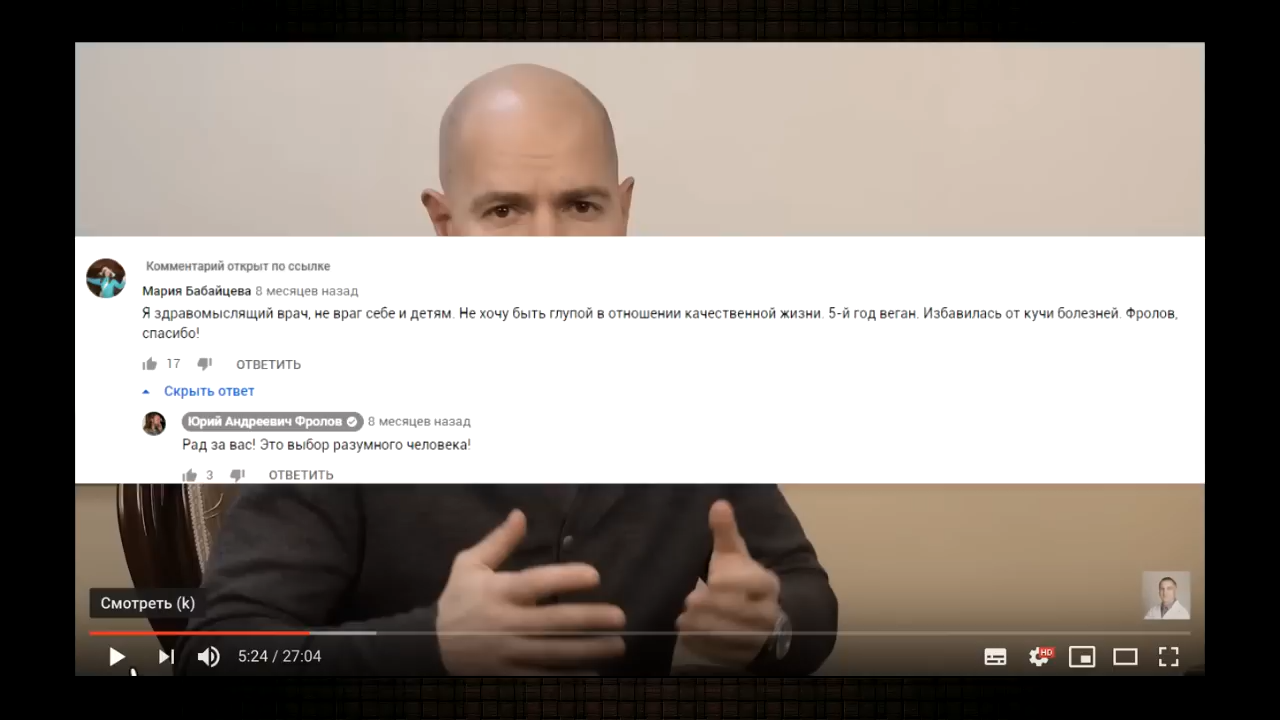 Комментарий открыт по ссылке
Мария Бабайцева 8 месяцев назад
Я здравомыслящий врач, не враг себе и детям. Не хочу быть глупой в отношении качественной жизни. 5-й год веган. Избавилась от кучи болезней. Фролов,
спасибо!
17 ОТВЕТИТЬ
Скрыть ответ
Юрий Андреевич Фролов 8 месяцев назад
Рад за вас! Это выбор разумного человека!
3 ОТВЕТИТЬ
Смотреть (k)
5:24 / 27:04
HD